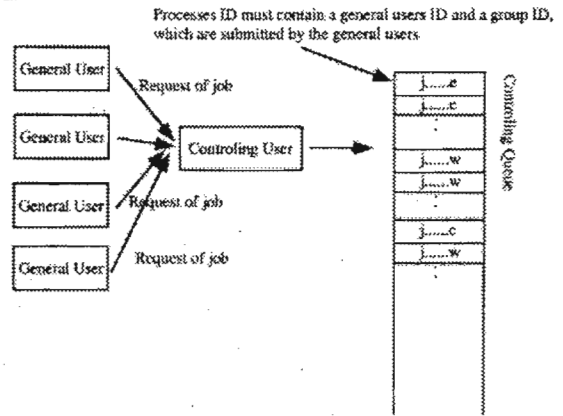 Processes ID must contain a general users ID and a group ID,
which are submitted by the general users
General User
Request of job
General User
Controling User
General User
Request of job
General User
Request of job
j......e
j......e
:
j......w
j......w
:
j......c
j......w
:
Controling Queue